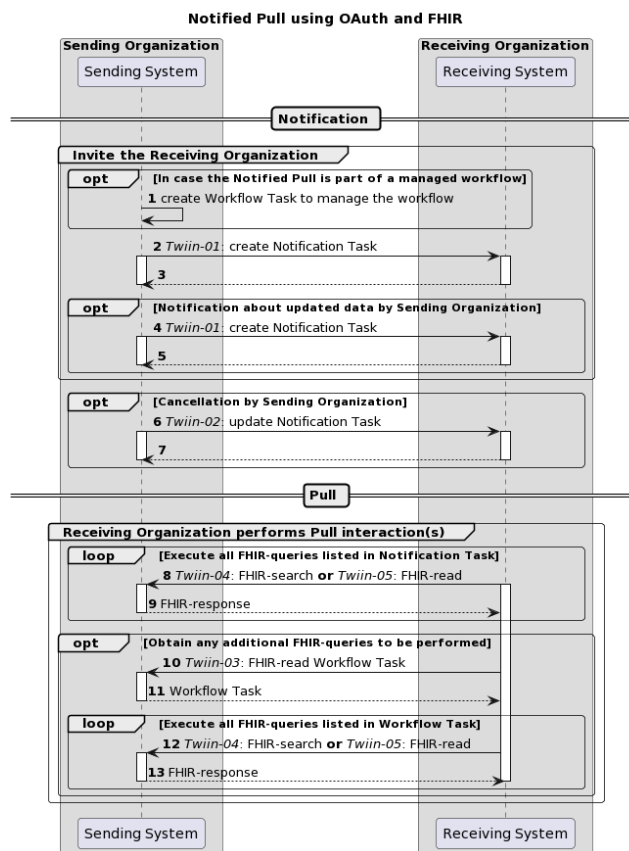 Notified Pull using OAuth and FHIR
Sending Organization
Receiving Organization
Sending System
Receiving System
Notification
Invite the Receiving Organization
opt [In case the Notified Pull is part of a managed workflow]
1 create Workflow Task to manage the workflow
2 Twiin-01: create Notification Task
3
opt [Notification about updated data by Sending Organization]
4 Twiin-01: create Notification Task
5
opt [Cancellation by Sending Organization]
6 Twiin-02: update Notification Task
7
Pull
Receiving Organization performs Pull interaction(s)
loop [Execute all FHIR-queries listed in Notification Task]
8 Twiin-04: FHIR-search or Twiin-05: FHIR-read
9 FHIR-response
opt [Obtain any additional FHIR-queries to be performed]
10 Twiin-03: FHIR-read Workflow Task
11 Workflow Task
loop [Execute all FHIR-queries listed in Workflow Task]
12 Twiin-04: FHIR-search or Twiin-05: FHIR-read
13 FHIR-response
Sending System
Receiving System